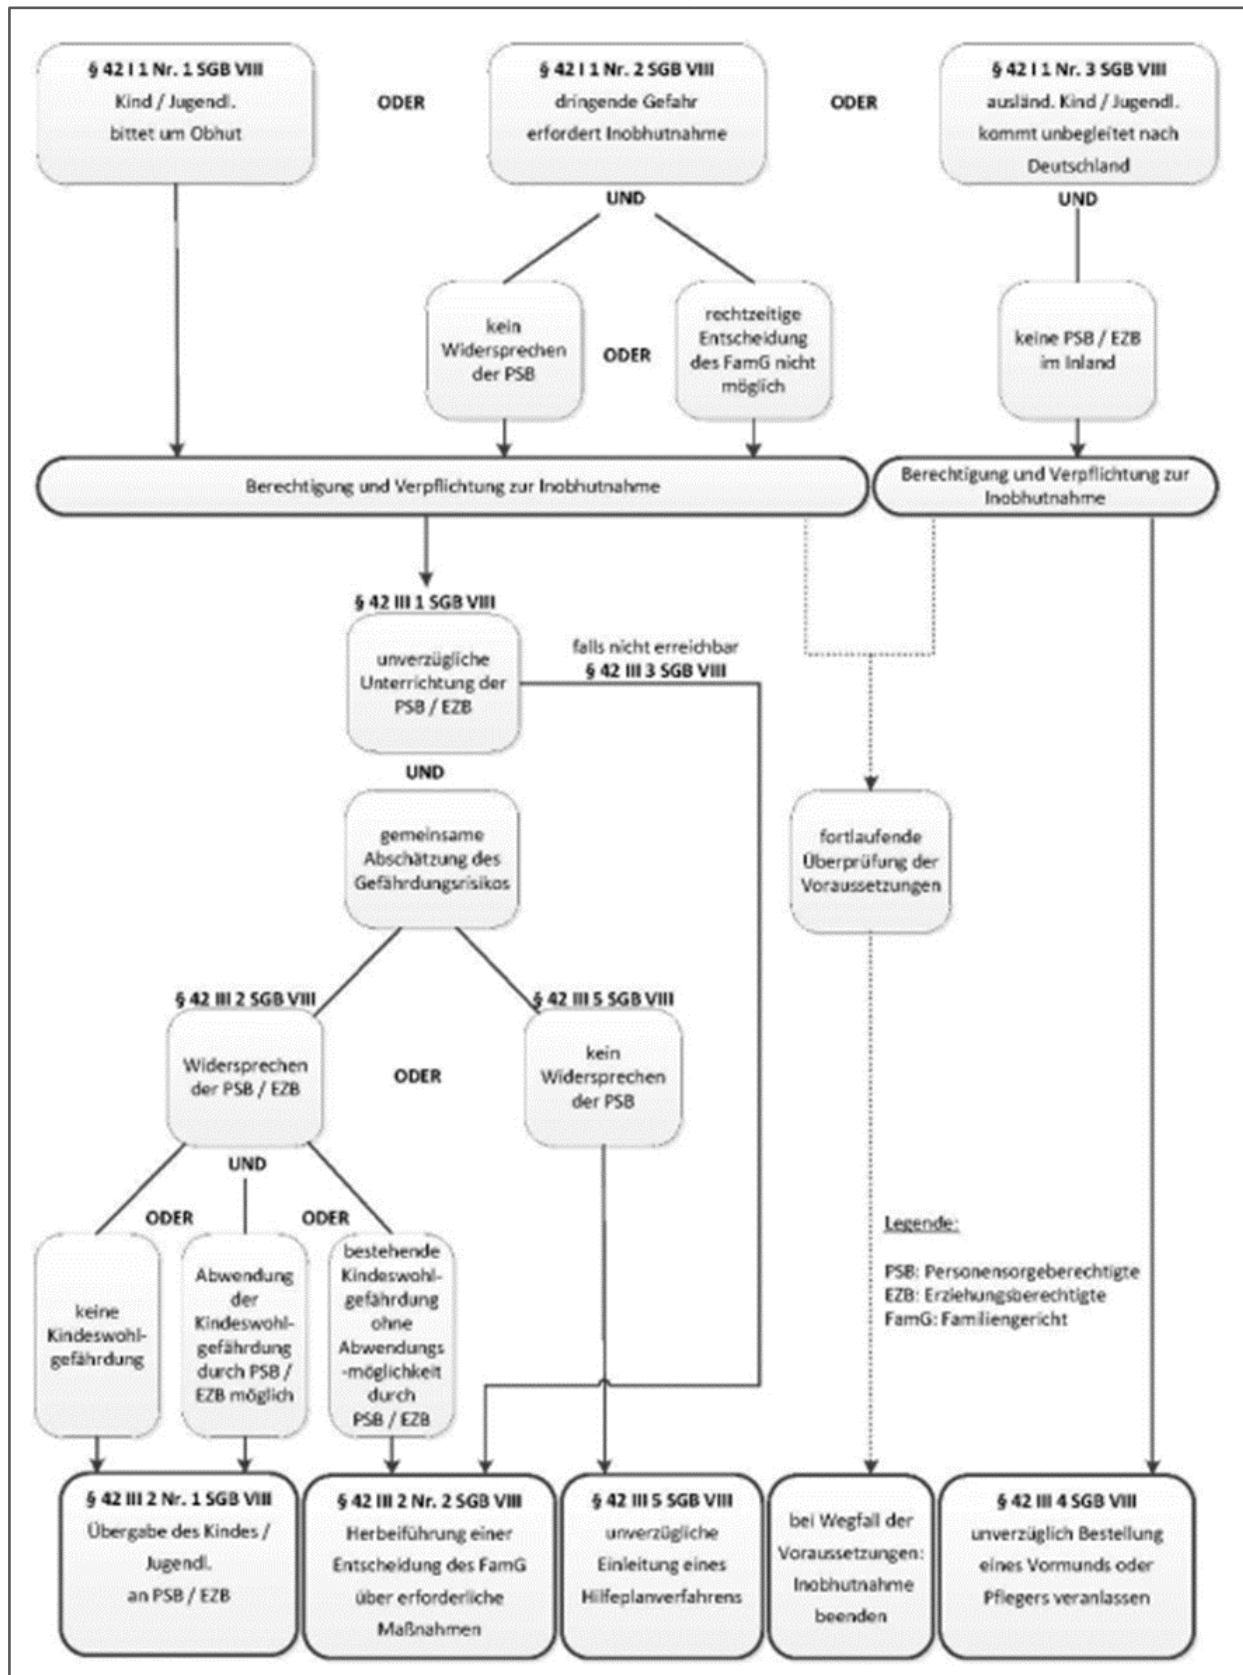 § 42 I 1 Nr. 1 SGB VIII
Kind / Jugendl.
bittet um Obhut
ODER
§ 42 I 1 Nr. 2 SGB VIII
dringende Gefahr
erfordert Inobhutnahme
ODER
§ 42 I 1 Nr. 3 SGB VIII
ausländ. Kind / Jugendl.
kommt unbegleitet nach
Deutschland
UND
UND
kein
Widersprechen
der PSB
ODER
rechtzeitige
Entscheidung
des FamG nicht
möglich
keine PSB / EZB
im Inland
Berechtigung und Verpflichtung zur Inobhutnahme
Berechtigung und Verpflichtung zur
Inobhutnahme
§ 42 III 1 SGB VIII
unverzügliche
Unterrichtung der
PSB / EZB
falls nicht erreichbar
§ 42 III 3 SGB VIII
UND
gemeinsame
Abschätzung des
Gefährdungsrisikos
fortlaufende
Überprüfung der
Voraussetzungen
§ 42 III 2 SGB VIII
Widersprechen
der PSB / EZB
ODER
§ 42 III 5 SGB VIII
kein
Widersprechen
der PSB
UND
ODER
ODER
keine
Kindeswohl-
gefährdung
Abwendung
der
Kindeswohl-
gefährdung
durch PSB /
EZB möglich
bestehende
Kindeswohl-
gefährdung
ohne
Abwendungs
-möglichkeit
durch
PSB / EZB
Legende:
PSB: Personensorgeberechtigte
EZB: Erziehungsberechtigte
FamG: Familiengericht
§ 42 III 2 Nr. 1 SGB VIII
Übergabe des Kindes /
Jugendl.
an PSB / EZB
§ 42 III 2 Nr. 2 SGB VIII
Herbeiführung einer
Entscheidung des FamG
über erforderliche
Maßnahmen
§ 42 III 5 SGB VIII
unverzügliche
Einleitung eines
Hilfeplanverfahrens
bei Wegfall der
Voraussetzungen:
Inobhutnahme
beenden
§ 42 III 4 SGB VIII
unverzüglich Bestellung
eines Vormunds oder
Pflegers veranlassen